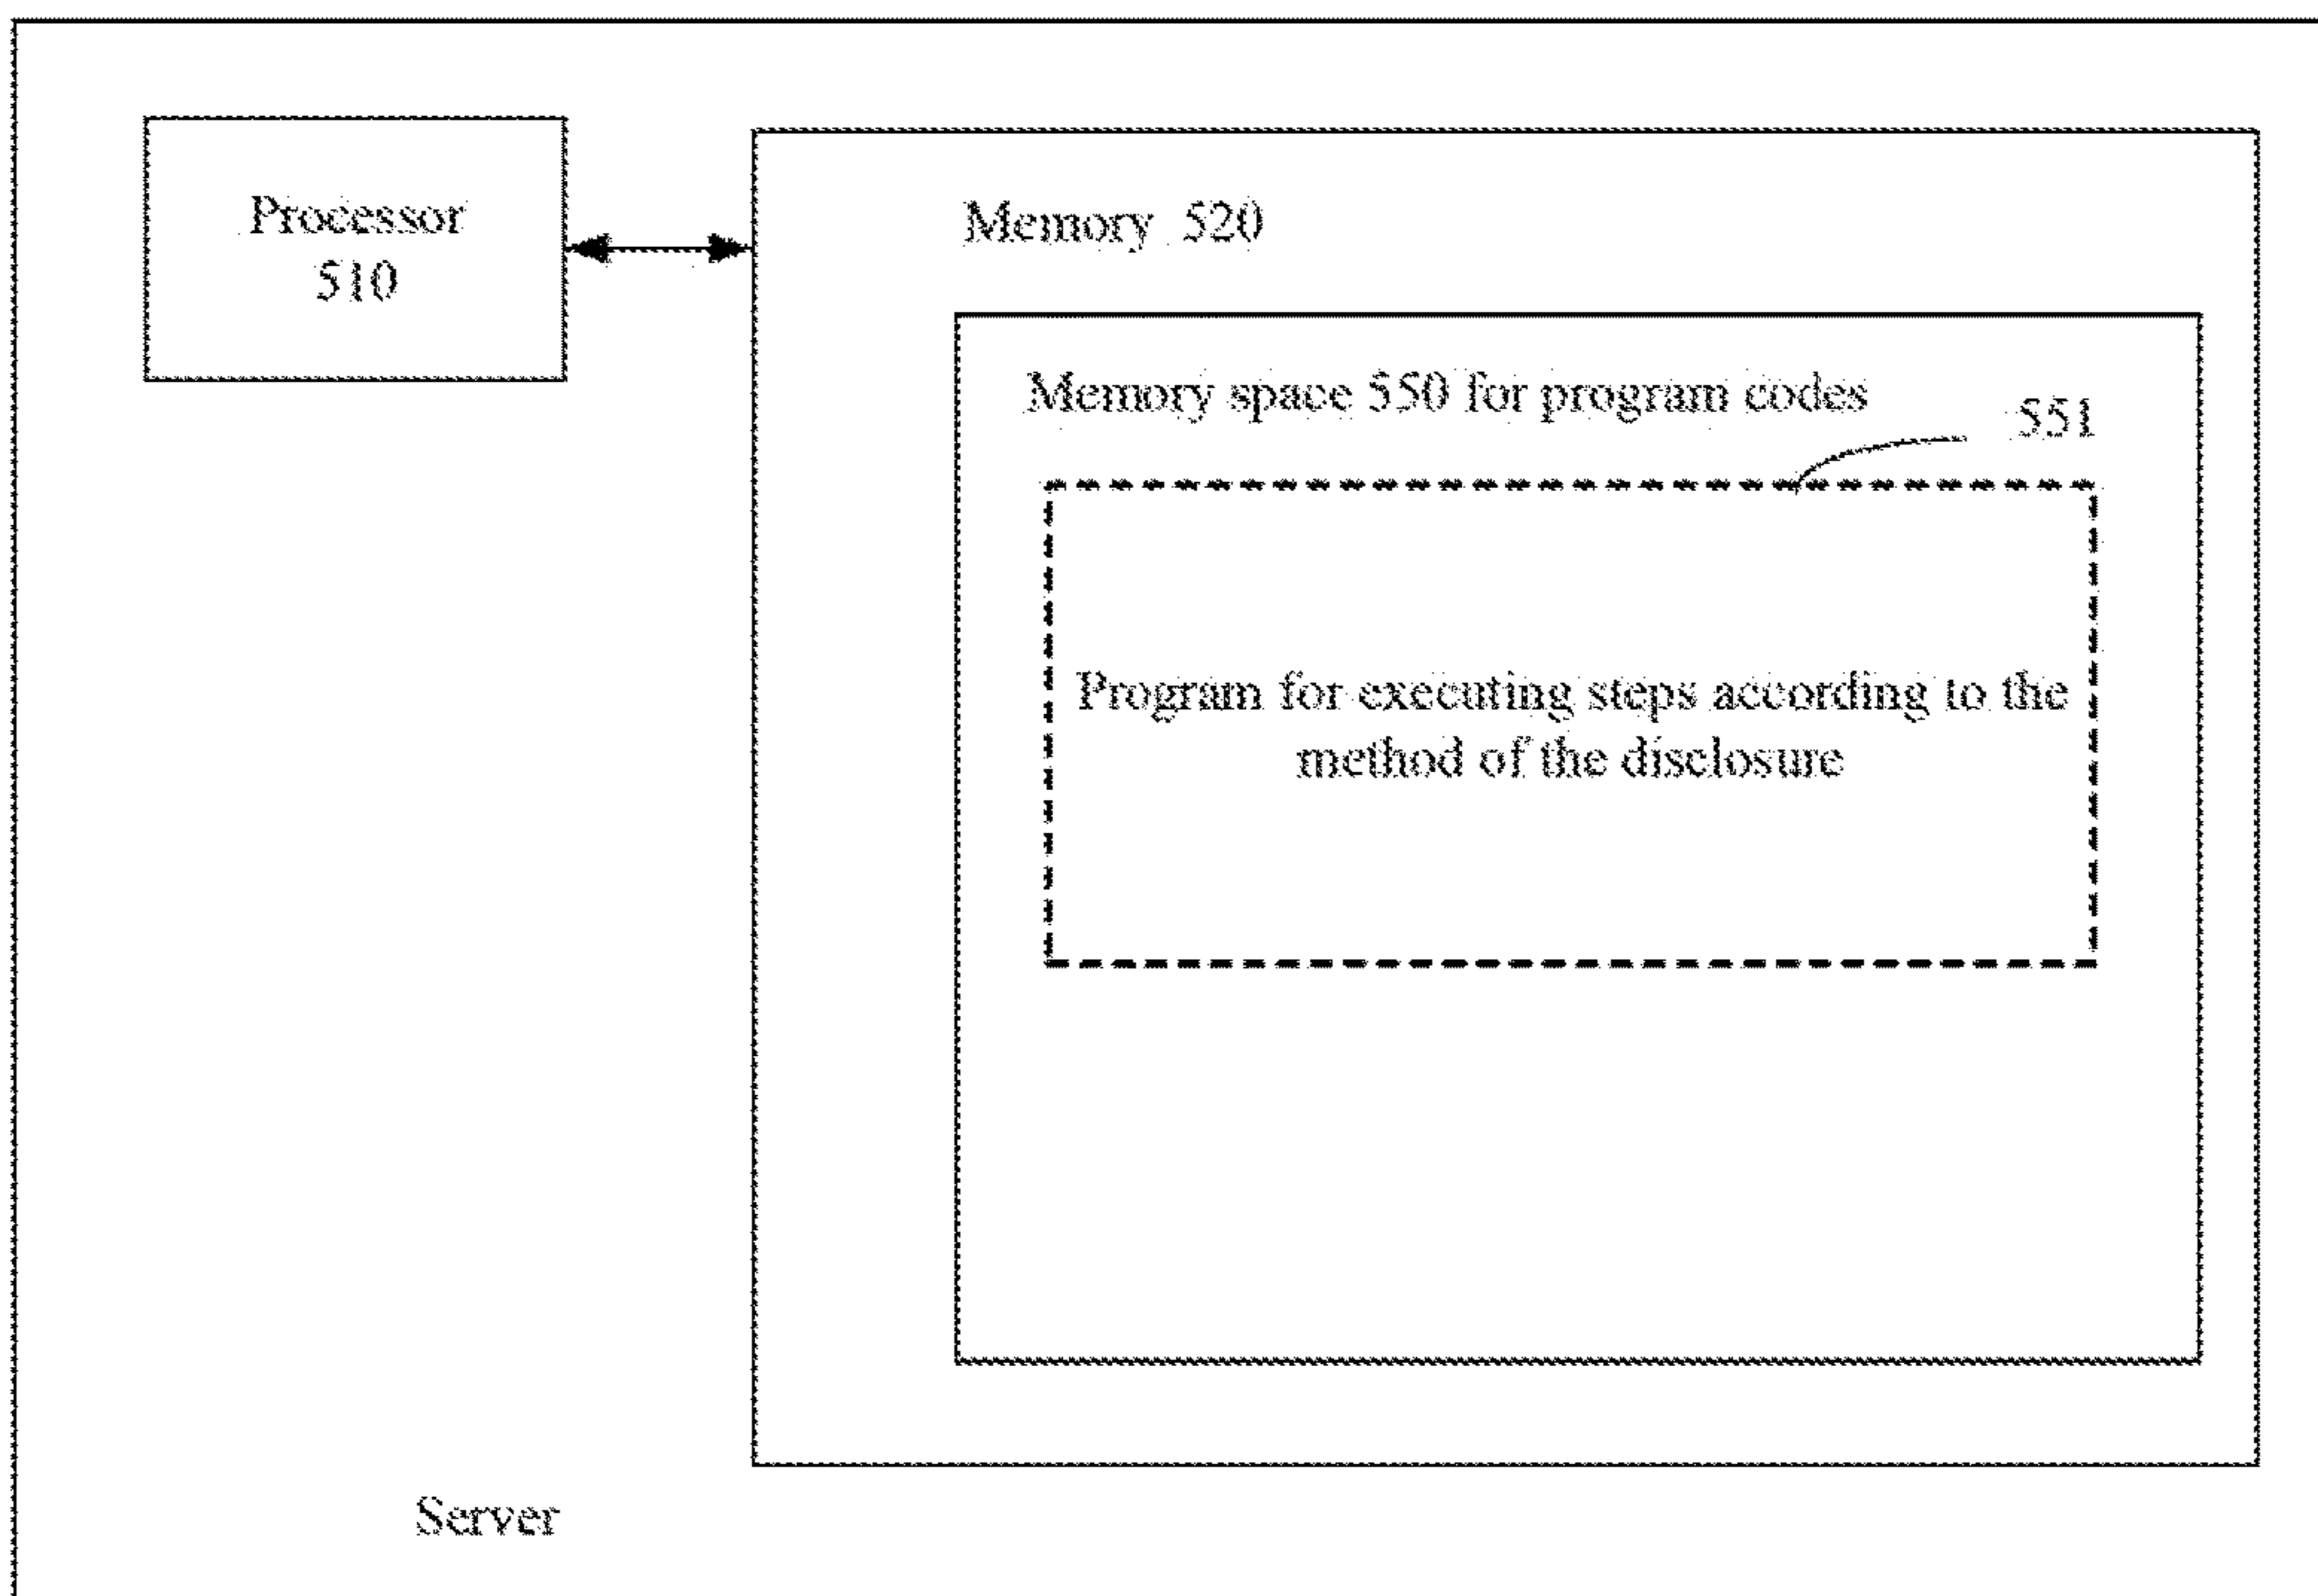 Processor
510
Memory 520
Memory space 550 for program codes
551
Program for executing steps according to the
method of the disclosure
Server